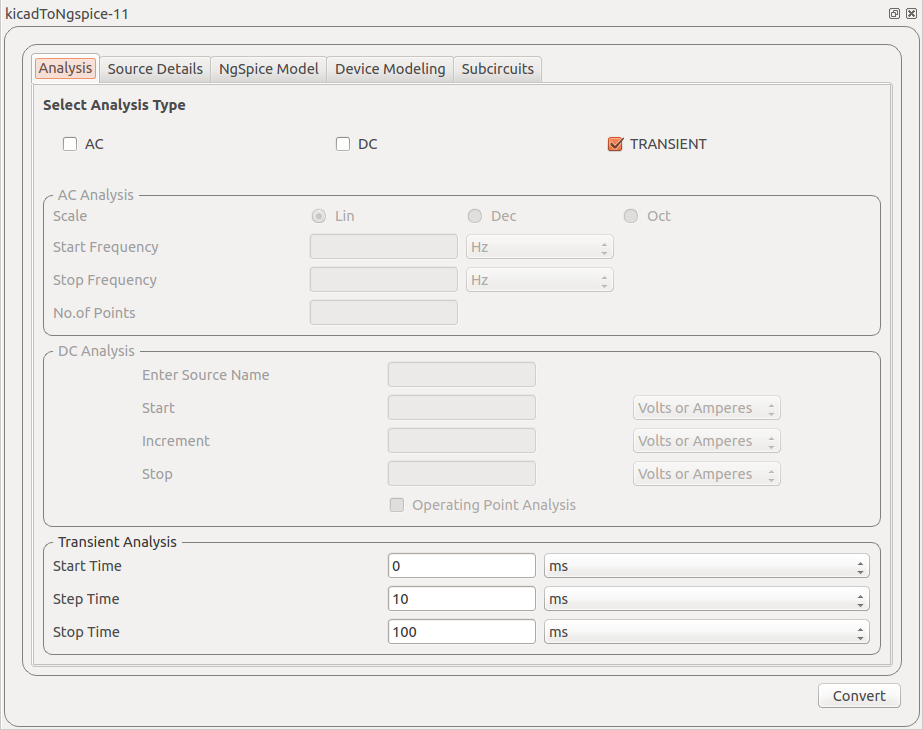 kicadToNgspice-11
Analysis Source Details NgSpice Model Device Modeling Subcircuits
Select Analysis Type
AC DC TRANSIENT
AC Analysis
Scale Lin Dec Oct
Start Frequency Hz
Stop Frequency Hz
No.of Points
DC Analysis
Enter Source Name
Start Volts or Amperes
Increment Volts or Amperes
Stop Volts or Amperes
Operating Point Analysis
Transient Analysis
Start Time 0 ms
Step Time 10 ms
Stop Time 100 ms
Convert